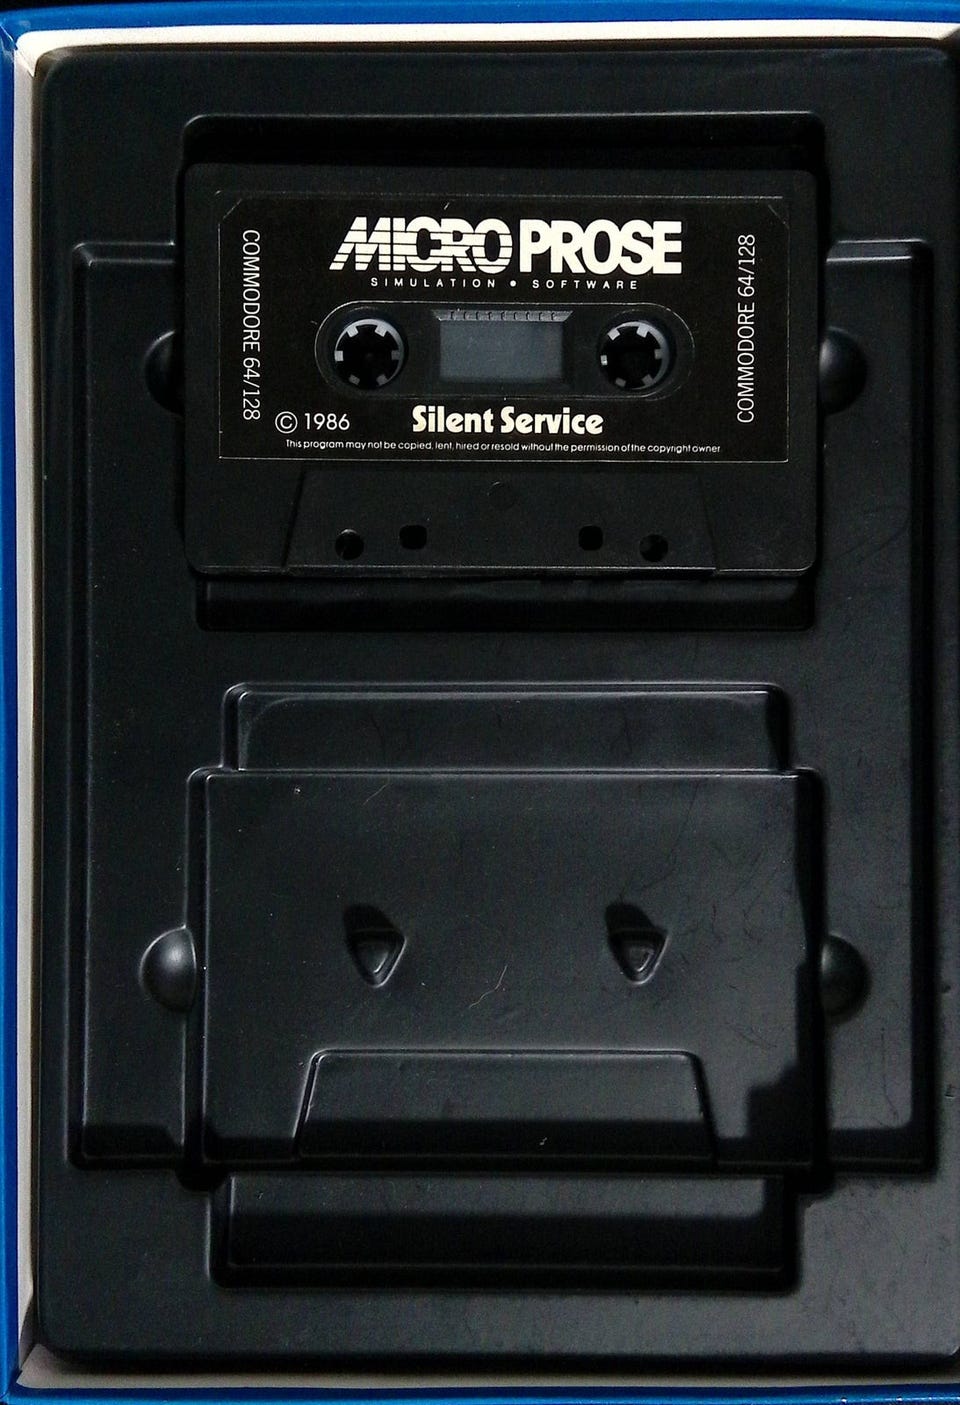 MICRO PROSE
SIMULATION • SOFTWARE
COMMODORE 64/128
COMMODORE 64/128
© 1986
Silent Service
This program may not be copied, lent, hired or resold without the permission of the copyright owner